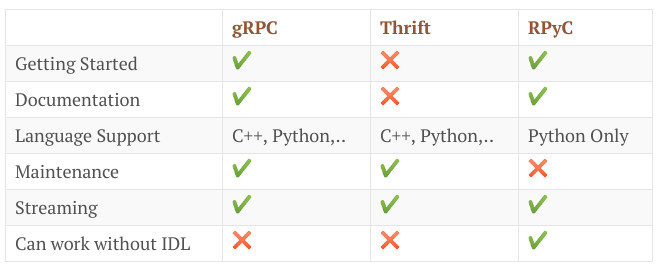 gRPC Thrift RPyC
Getting Started ✔ ❌ ✔
Documentation ✔ ❌ ✔
Language Support C++, Python,.. C++, Python,.. Python Only
Maintenance ✔ ✔ ❌
Streaming ✔ ✔ ✔
Can work without IDL ❌ ❌ ✔